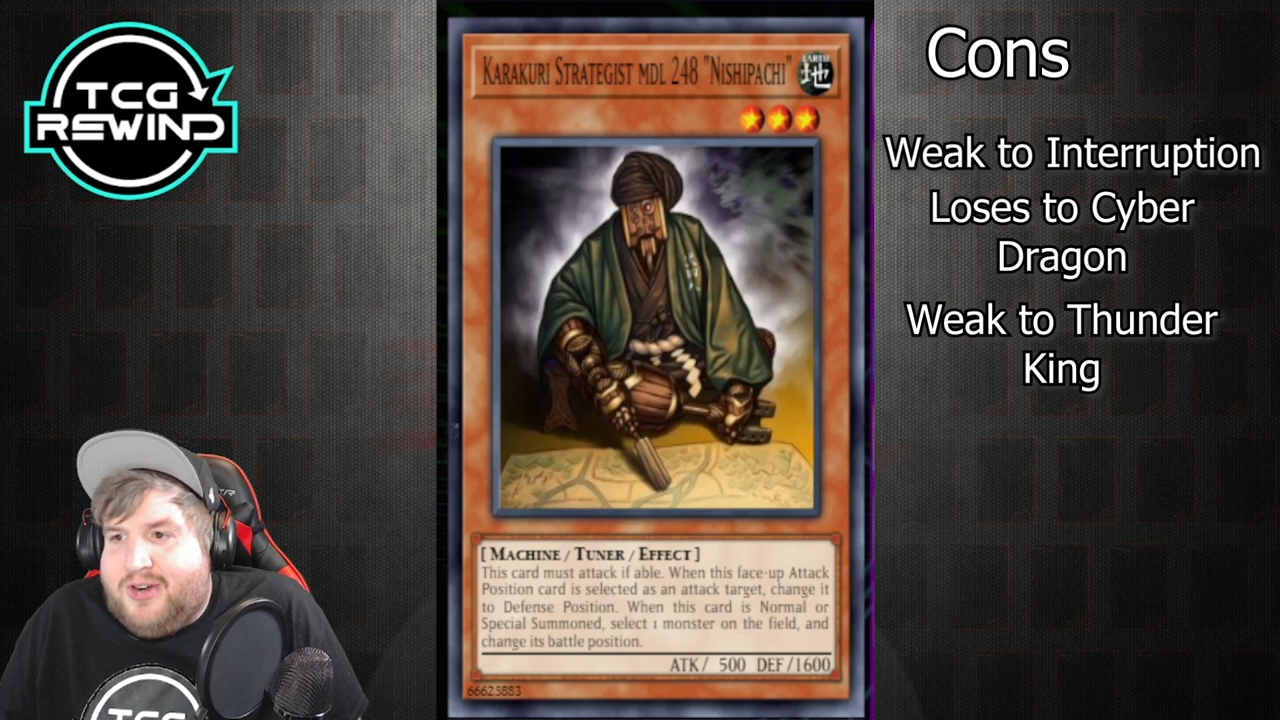 TCG
REWIND
KARAKURI STRATEGIST MDL 248 "NISHIPACHI"
EARTH
地
[ MACHINE / TUNER / EFFECT ]
This card must attack if able. When this face-up Attack
Position card is selected as an attack target, change it
to Defense Position. When this card is Normal or
Special Summoned, select 1 monster on the field, and
change its battle position.
ATK/ 500 DEF/1600
66625883
Cons
Weak to Interruption
Loses to Cyber
Dragon
Weak to Thunder
King
TCG